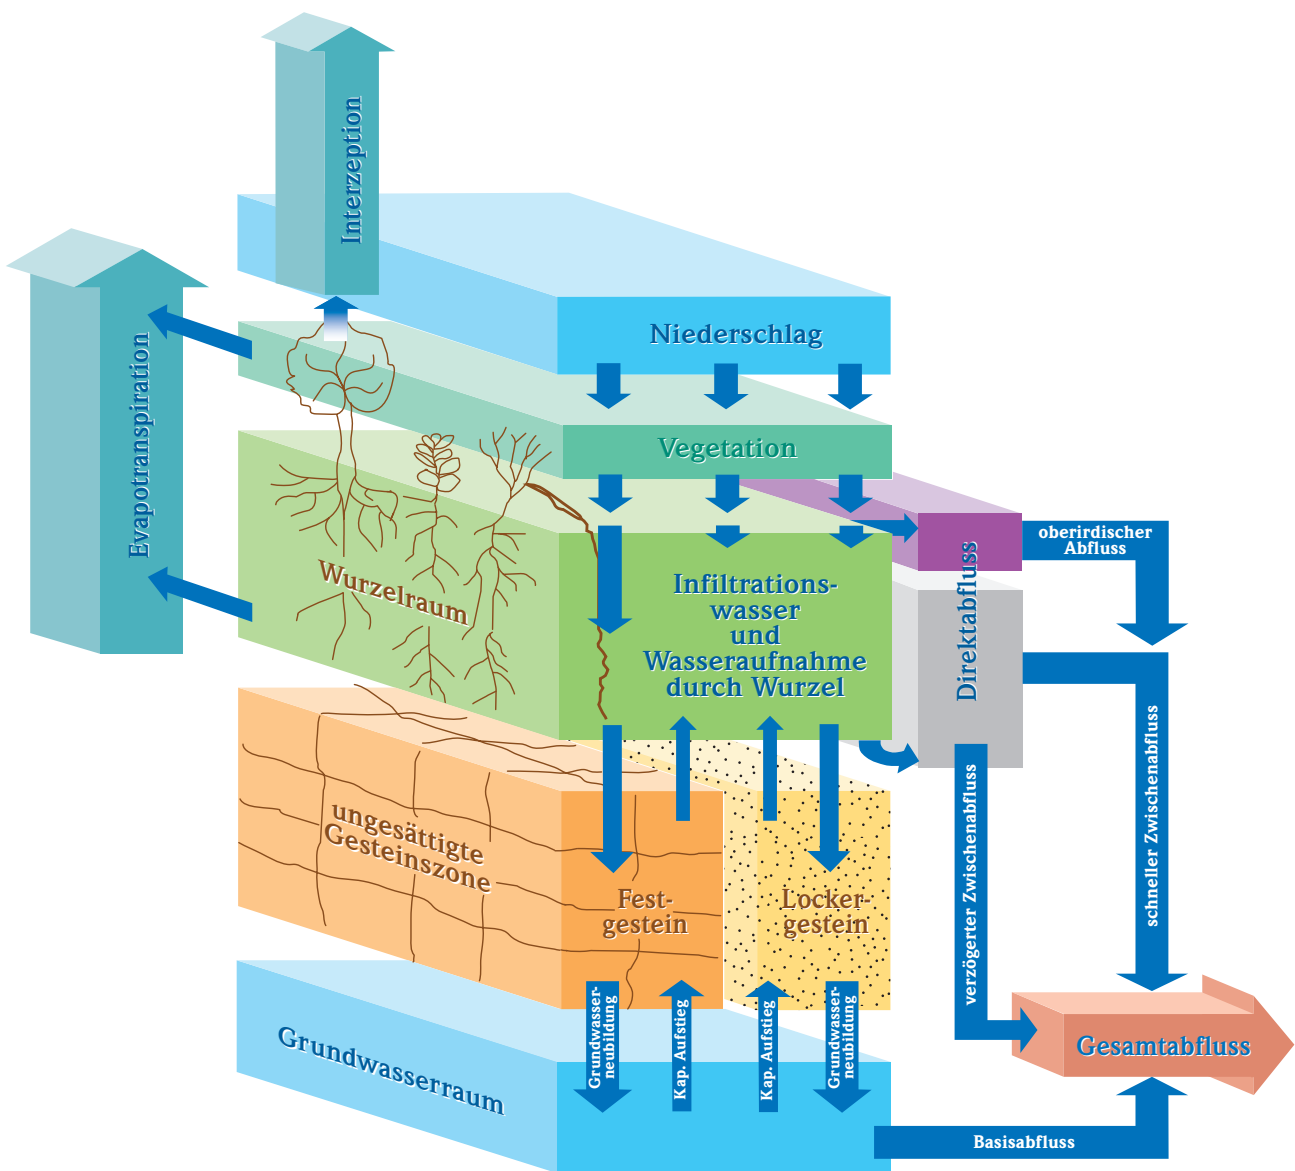 Interzeption
Niederschlag
Evapotranspiration
Vegetation
oberirdischer
Abfluss
Wurzelraum
Infiltrations-
wasser
und
Wasseraufnahme
durch Wurzel
Direktabfluss
schneller Zwischenabfluss
verzögerter Zwischenabfluss
ungesättigte
Gesteinszone
Fest-
gestein
Locker-
gestein
Grundwasser-
neubildung
Kap. Aufstieg
Kap. Aufstieg
Grundwasser-
neubildung
Grundwasserraum
Gesamtabfluss
Basisabfluss